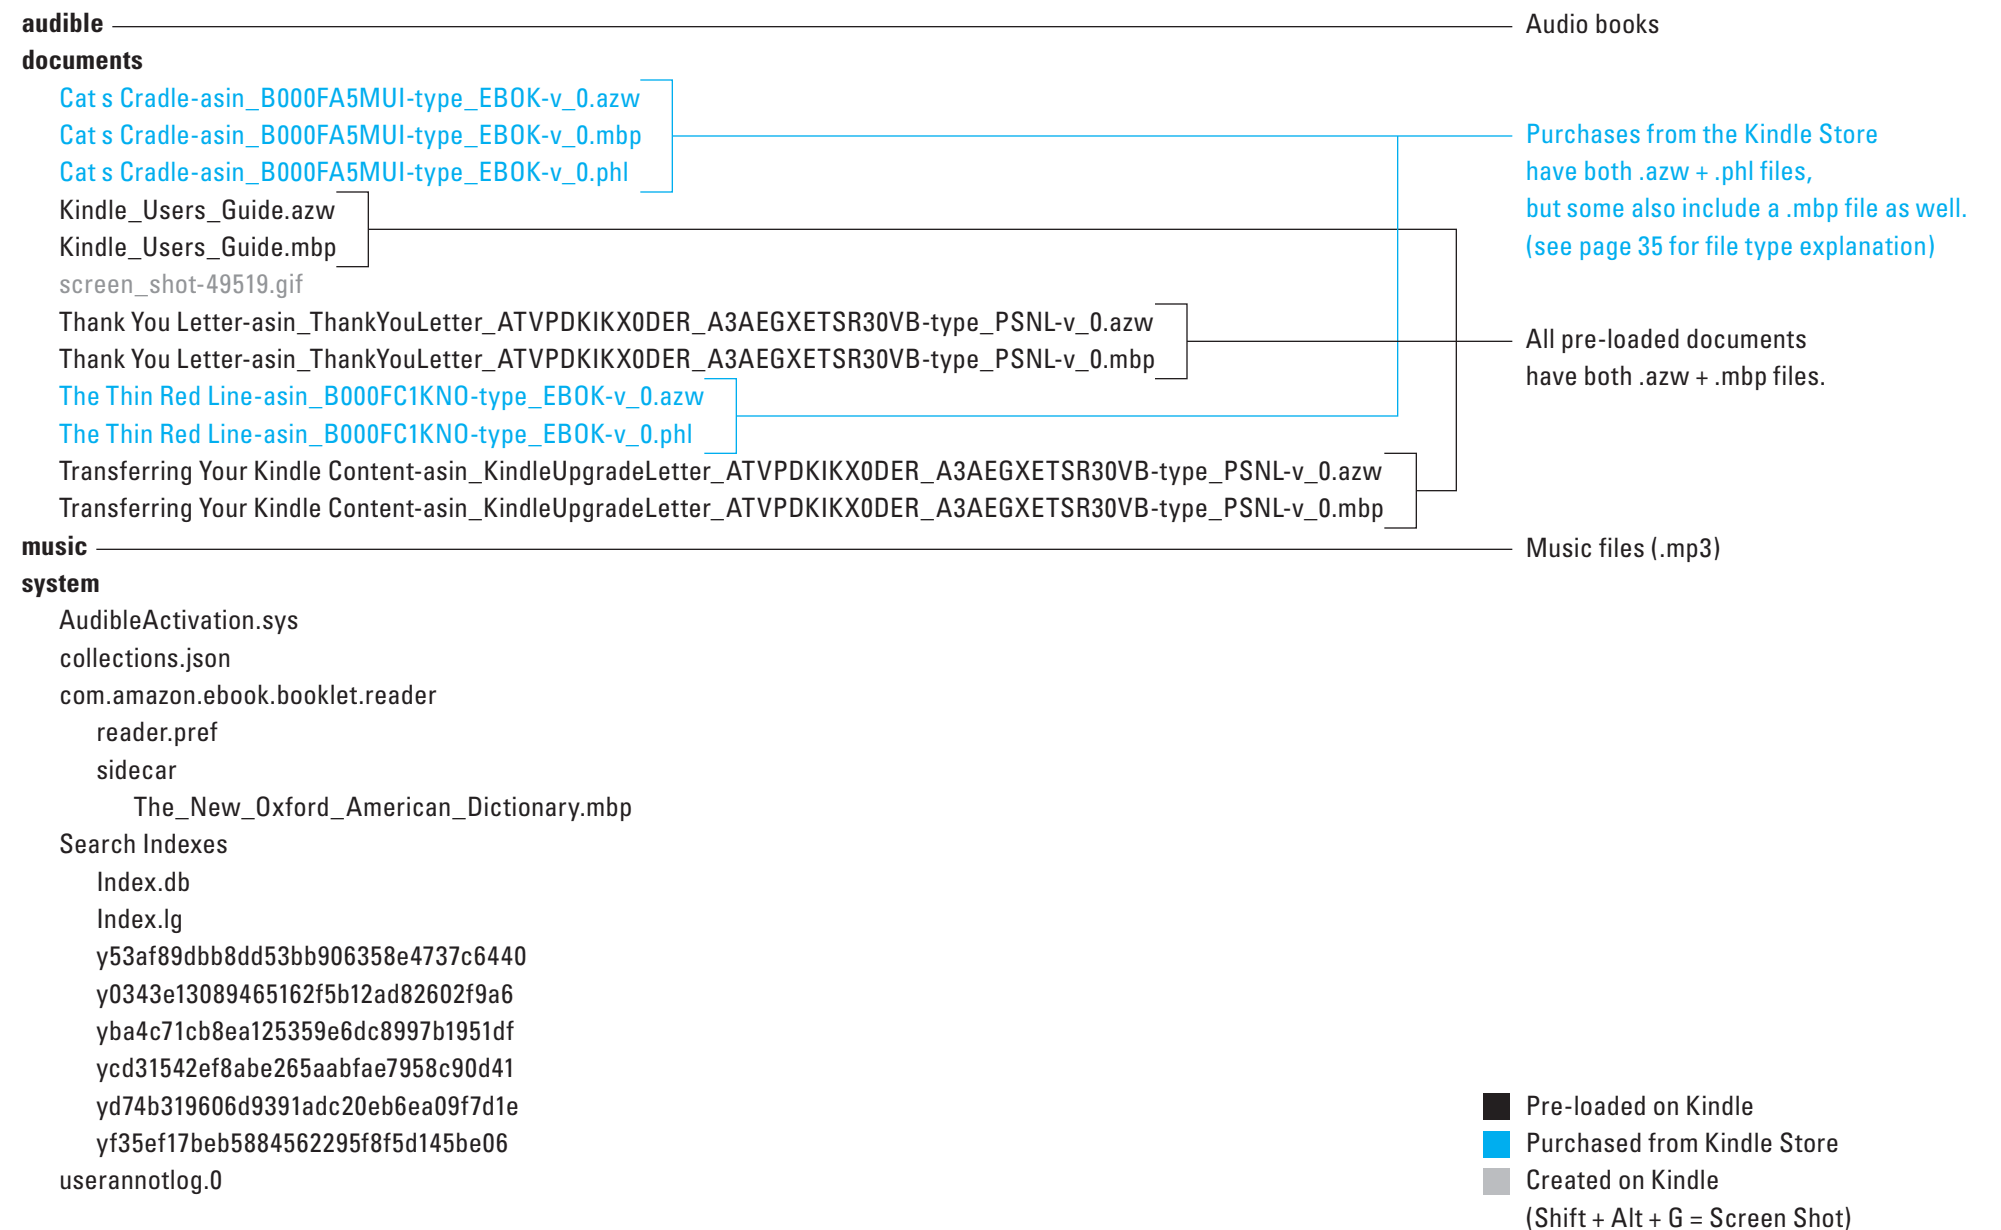 audible
Audio books
documents
Cat s Cradle-asin_B000FA5MUI-type_EBOK-v_0.azw
Cat s Cradle-asin_B000FA5MUI-type_EBOK-v_0.mbp
Cat s Cradle-asin_B000FA5MUI-type_EBOK-v_0.phl
Purchases from the Kindle Store
have both .azw + .phl files,
but some also include a .mbp file as well.
(see page 35 for file type explanation)
Kindle_Users_Guide.azw
Kindle_Users_Guide.mbp
screen_shot-49519.gif
Thank You Letter-asin_ThankYouLetter_ATVPDKIKX0DER_A3AEGXETSR30VB-type_PSNL-v_0.azw
Thank You Letter-asin_ThankYouLetter_ATVPDKIKX0DER_A3AEGXETSR30VB-type_PSNL-v_0.mbp
All pre-loaded documents
have both .azw + .mbp files.
The Thin Red Line-asin_B000FC1KNO-type_EBOK-v_0.azw
The Thin Red Line-asin_B000FC1KNO-type_EBOK-v_0.phl
Transferring Your Kindle Content-asin_KindleUpgradeLetter_ATVPDKIKX0DER_A3AEGXETSR30VB-type_PSNL-v_0.azw
Transferring Your Kindle Content-asin_KindleUpgradeLetter_ATVPDKIKX0DER_A3AEGXETSR30VB-type_PSNL-v_0.mbp
music
Music files (.mp3)
system
AudibleActivation.sys
collections.json
com.amazon.ebook.booklet.reader
reader.pref
sidecar
The_New_Oxford_American_Dictionary.mbp
Search Indexes
Index.db
Index.lg
y53af89dbb8dd53bb906358e4737c6440
y0343e13089465162f5b12ad82602f9a6
yba4c71cb8ea125359e6dc8997b1951df
ycd31542ef8abe265aabfae7958c90d41
yd74b319606d9391adc20eb6ea09f7d1e
yf35ef17beb5884562295f8f5d145be06
userannotlog.0
Pre-loaded on Kindle
Purchased from Kindle Store
Created on Kindle
(Shift + Alt + G = Screen Shot)